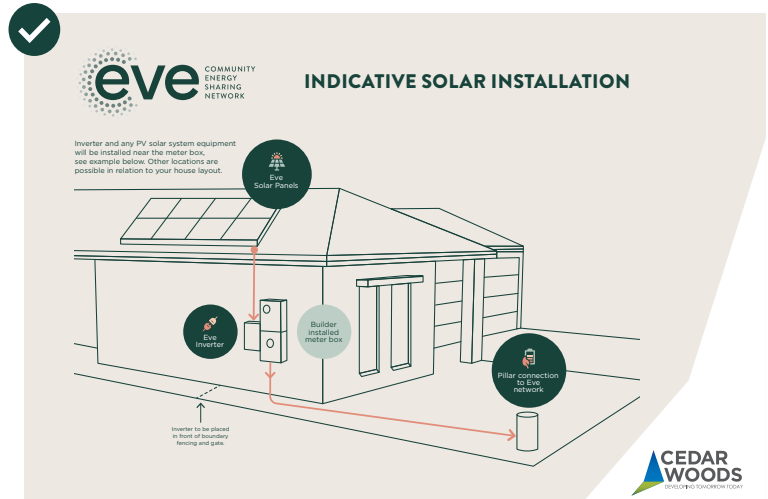 eve
COMMUNITY
ENERGY
SHARING
NETWORK
INDICATIVE SOLAR INSTALLATION
Inverter and any PV solar system equipment
will be installed near the meter box,
see example below. Other locations are
possible in relation to your house layout.
Eve
Solar Panels
Eve
Inverter
Builder
installed
meter box
Pillar connection
to Eve
network
Inverter to be placed
in front of boundary
fencing and gate.
CEDAR
WOODS
DEVELOPING TOMORROW TODAY